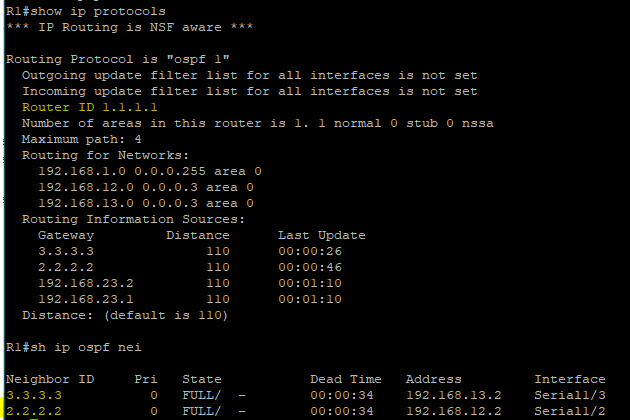 R1#show ip protocols
*** IP Routing is NSF aware ***
Routing Protocol is "ospf 1"
Outgoing update filter list for all interfaces is not set
Incoming update filter list for all interfaces is not set
Router ID 1.1.1.1
Number of areas in this router is 1. 1 normal 0 stub 0 nssa
Maximum path: 4
Routing for Networks:
192.168.1.0 0.0.0.255 area 0
192.168.12.0 0.0.0.3 area 0
192.168.13.0 0.0.0.3 area 0
Routing Information Sources:
Gateway Distance Last Update
3.3.3.3 110 00:00:26
2.2.2.2 110 00:00:46
192.168.23.2 110 00:01:10
192.168.23.1 110 00:01:10
Distance: (default is 110)
R1#sh ip ospf nei
Neighbor ID Pri State Dead Time Address Interface
3.3.3.3 0 FULL/ - 00:00:34 192.168.13.2 Serial1/3
2.2.2.2 0 FULL/ - 00:00:34 192.168.12.2 Serial1/2